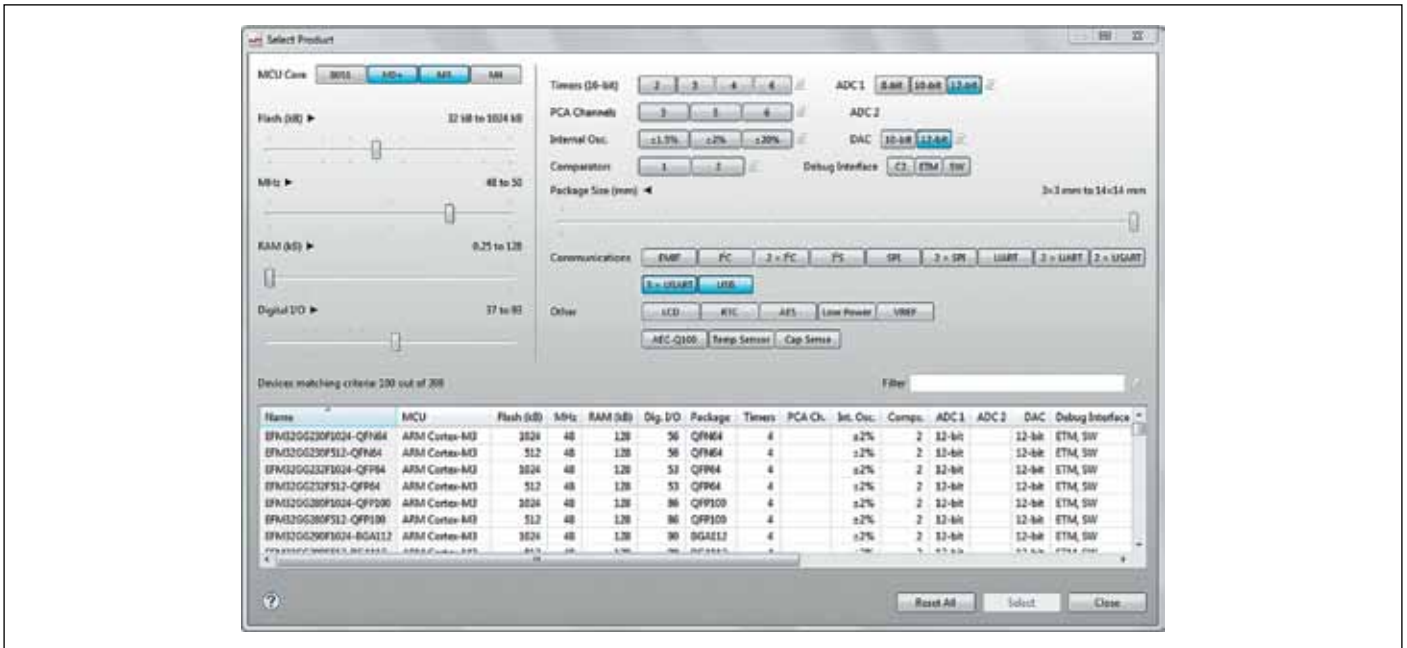 Select Product
MCU Core 8051 M0+ M3 M4
Flash (kB) ▶ 32 kB to 1024 kB
MHz ▶ 48 to 50
RAM (kB) ▶ 0.25 to 128
Digital I/O ▶ 37 to 93
Timers (16-bit) 2 3 4 6
PCA Channels 3 5 6
Internal Osc. ±1.5% ±2% ±20%
Comparators 1 2
ADC 1 8-bit 10-bit 12-bit
ADC 2
DAC 10-bit 12-bit
Debug Interface C2 ETM SW
Package Size (mm) ◀ 3×3 mm to 14×14 mm
Communications EMIF I²C 2 × I²C I²S SPI 2 × SPI UART 2 × UART 2 × USART
3 × USART USB
Other LCD RTC AES Low Power VREF
AEC-Q100 Temp Sensor Cap Sense
Devices matching criteria: 100 out of
Filter
Name MCU Flash (kB) MHz RAM (kB) Dig. I/O Package Timers PCA Ch. Int. Osc. Comps. ADC 1 ADC 2 DAC Debug Interface
EFM32GG230F1024-QFN64 ARM Cortex-M3 1024 48 128 56 QFN64 4 ±2% 2 12-bit 12-bit ETM, SW
EFM32GG230F512-QFN64 ARM Cortex-M3 512 48 128 56 QFN64 4 ±2% 2 12-bit 12-bit ETM, SW
EFM32GG232F1024-QFP64 ARM Cortex-M3 1024 48 128 53 QFP64 4 ±2% 2 12-bit 12-bit ETM, SW
EFM32GG232F512-QFP64 ARM Cortex-M3 512 48 128 53 QFP64 4 ±2% 2 12-bit 12-bit ETM, SW
EFM32GG280F1024-QFP100 ARM Cortex-M3 1024 48 128 86 QFP100 4 ±2% 2 12-bit 12-bit ETM, SW
EFM32GG280F512-QFP100 ARM Cortex-M3 512 48 128 86 QFP100 4 ±2% 2 12-bit 12-bit ETM, SW
EFM32GG290F1024-BGA112 ARM Cortex-M3 1024 48 128 90 BGA112 4 ±2% 2 12-bit 12-bit ETM, SW
Reset All Select Close